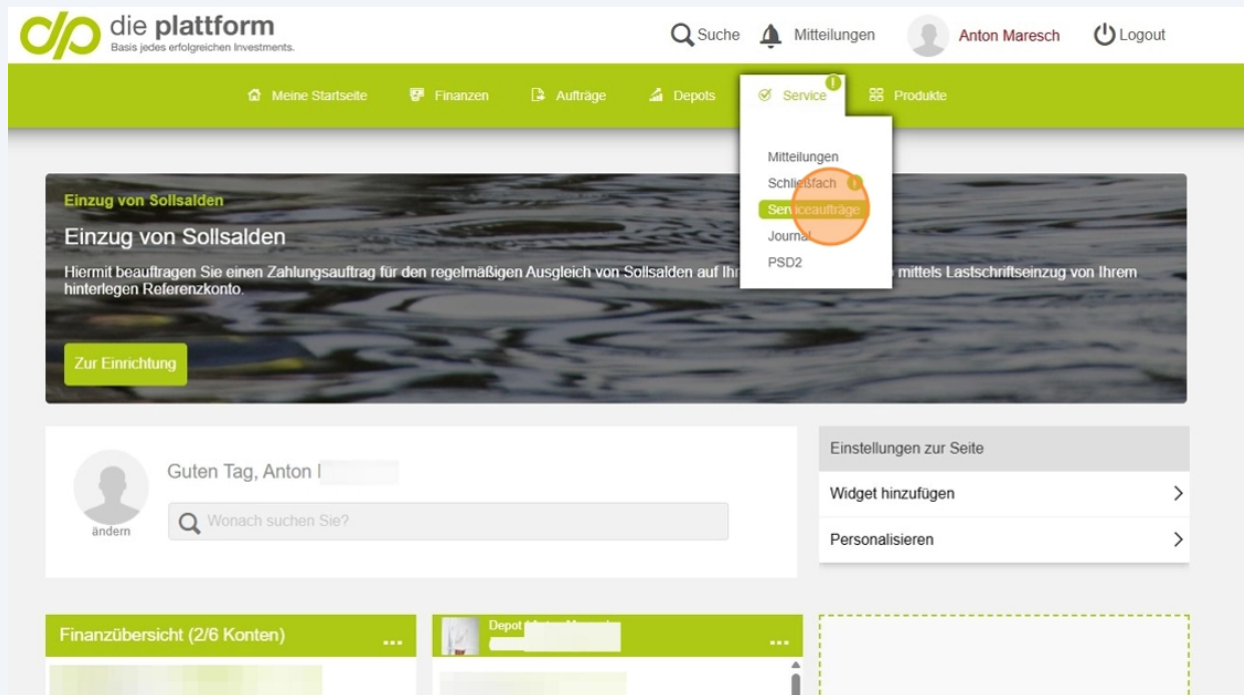 die plattform
Basis jedes erfolgreichen Investments.
Suche
Mitteilungen
Anton Maresch
Logout
Meine Startseite
Finanzen
Aufträge
Depots
Service
Produkte
Mitteilungen
Schließfach
Serviceaufträge
Journal
PSD2
Einzug von Sollsalden
Einzug von Sollsalden
Hiermit beauftragen Sie einen Zahlungsauftrag für den regelmäßigen Ausgleich von Sollsalden auf Ihr mittels Lastschrifteinzug von Ihrem
hinterlegen Referenzkonto.
Zur Einrichtung
Guten Tag, Anton
ändern
Wonach suchen Sie?
Einstellungen zur Seite
Widget hinzufügen
Personalisieren
Finanzübersicht (2/6 Konten)
...
Depot
...